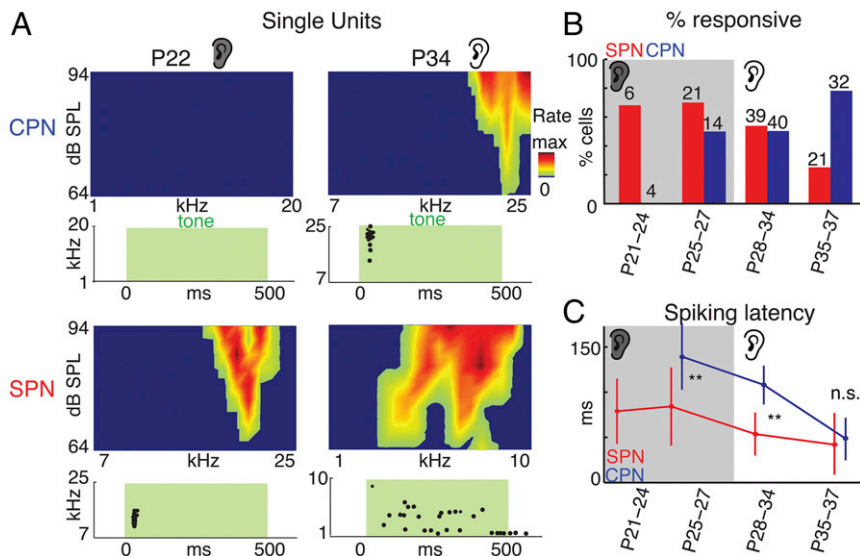 A
Single Units
P22
P34
CPN
94
dB SPL
64
1
kHz
20
7
kHz
25
Rate
max
0
tone
20
kHz
1
0
ms
500
tone
25
7
0
ms
500
SPN
94
dB SPL
64
7
kHz
25
1
kHz
10
25
kHz
7
0
ms
500
10
1
0
ms
500
B
% responsive
SPN CPN
100
% cells
0
6
4
21
14
39
40
21
32
P21–24
P25–27
P28–34
P35–37
C
Spiking latency
150
ms
0
**
**
n.s.
SPN
CPN
P21–24
P25–27
P28–34
P35–37